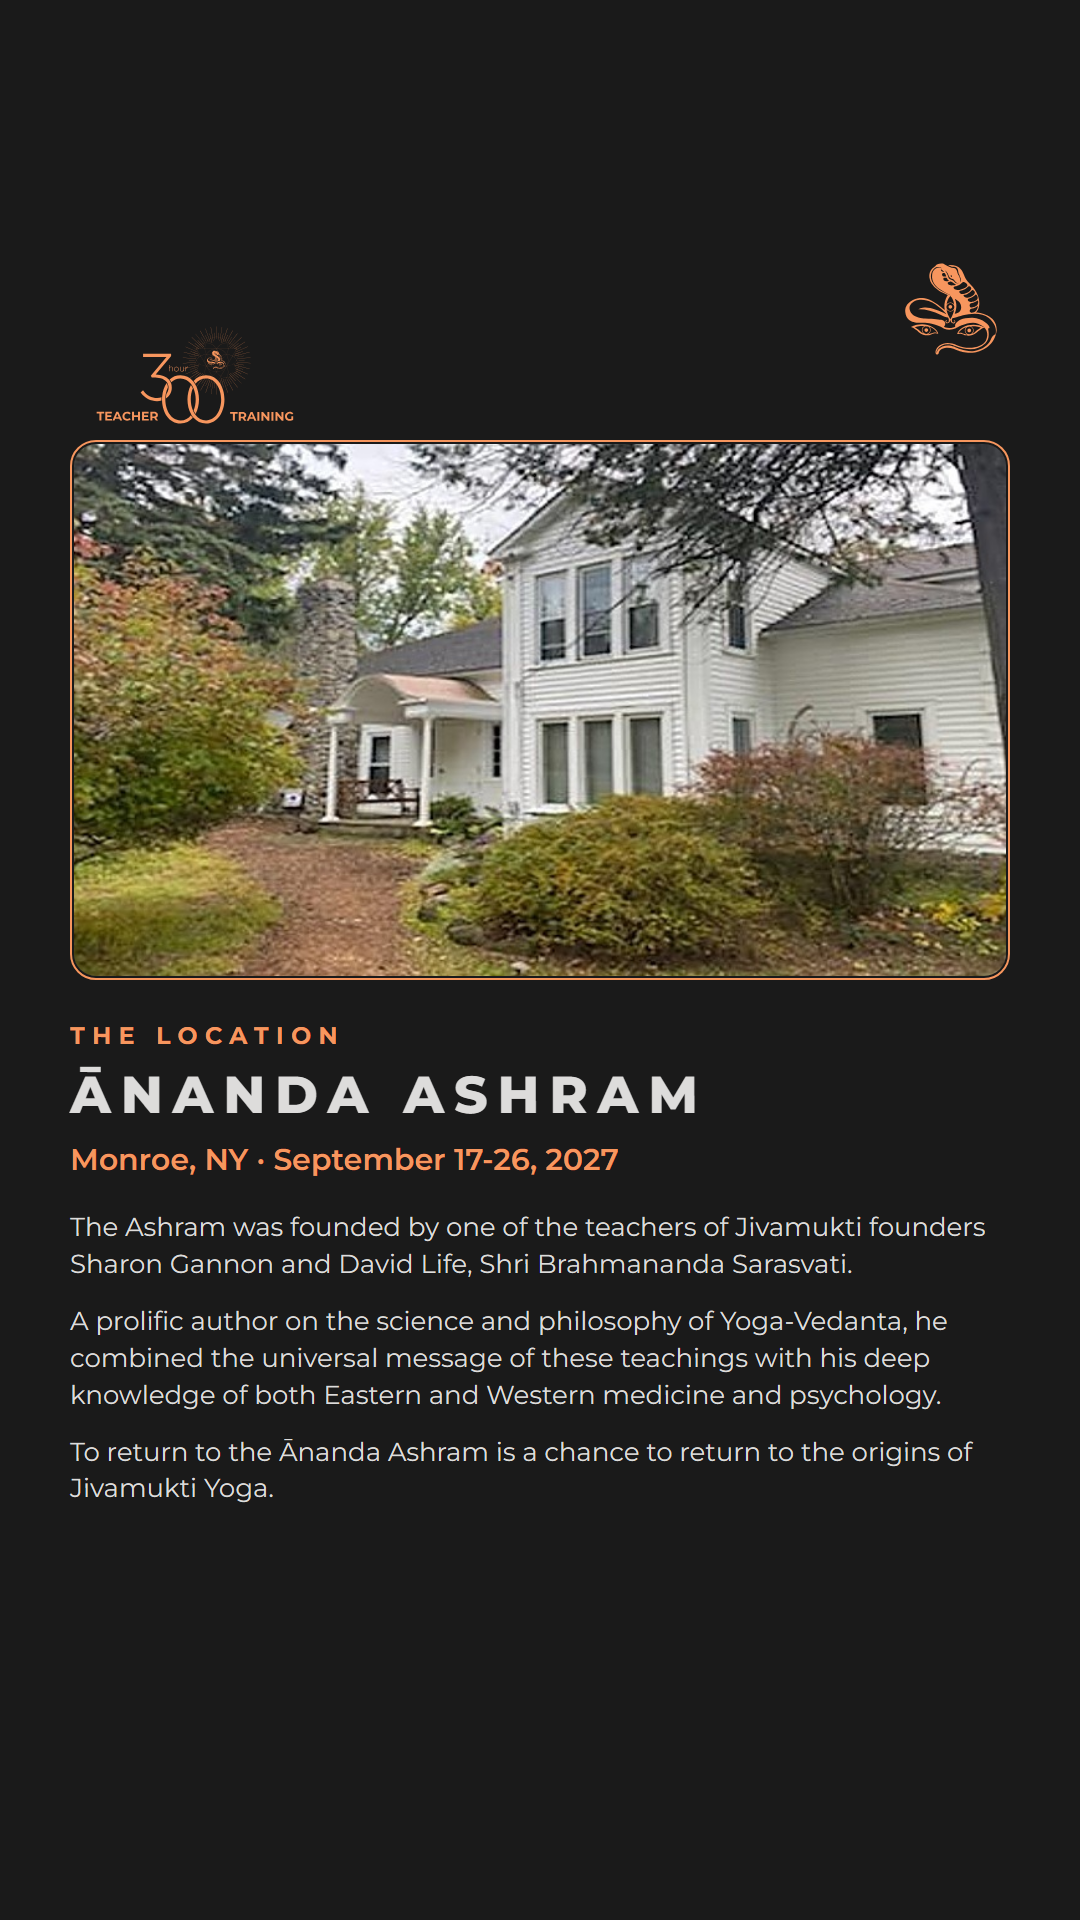 300
hour
TEACHER TRAINING
THE LOCATION
ĀNANDA ASHRAM
Monroe, NY · September 17-26, 2027
The Ashram was founded by one of the teachers of Jivamukti founders
Sharon Gannon and David Life, Shri Brahmananda Sarasvati.
A prolific author on the science and philosophy of Yoga-Vedanta, he
combined the universal message of these teachings with his deep
knowledge of both Eastern and Western medicine and psychology.
To return to the Ānanda Ashram is a chance to return to the origins of
Jivamukti Yoga.